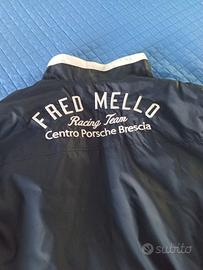 FRED MELLO
Racing Team
Centro Porsche Brescia
subito